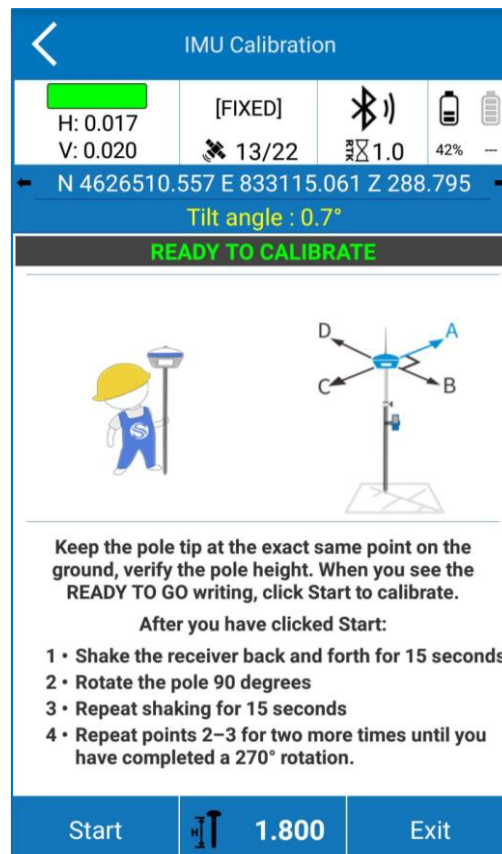 IMU Calibration
H: 0.017
V: 0.020
[FIXED]
13/22
RTK 1.0
42%
---
N 4626510.557 E 833115.061 Z 288.795
Tilt angle : 0.7°
READY TO CALIBRATE
D
A
C
B
S
Keep the pole tip at the exact same point on the
ground, verify the pole height. When you see the
READY TO GO writing, click Start to calibrate.
After you have clicked Start:
1 • Shake the receiver back and forth for 15 seconds
2 • Rotate the pole 90 degrees
3 • Repeat shaking for 15 seconds
4 • Repeat points 2–3 for two more times until you
have completed a 270° rotation.
Start
H
1.800
Exit